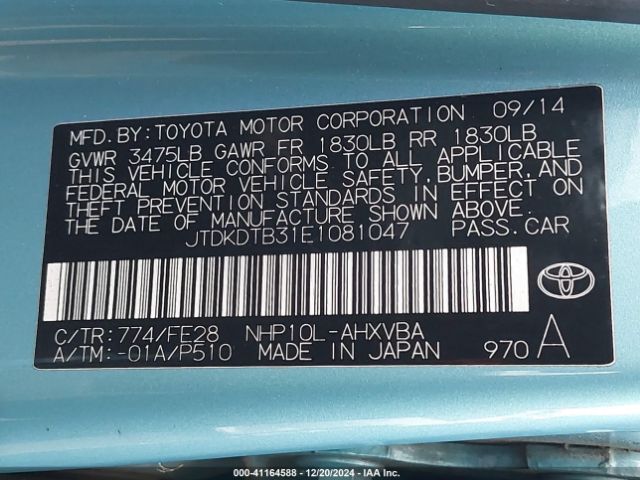 MFD.BY:TOYOTA MOTOR CORPORATION 09/14
GVWR 3475LB GAWR FR 1830LB RR 1830LB
THIS VEHICLE CONFORMS TO ALL APPLICABLE
FEDERAL MOTOR VEHICLE SAFETY,BUMPER,AND
THEFT PREVENTION STANDARDS IN EFFECT ON
THE DATE OF MANUFACTURE SHOWN ABOVE.
JTDKDTB31E1081047 PASS.CAR
C/TR:774/FE28 NHP10L-AHXVBA
A/TM:-01A/P510 MADE IN JAPAN 970 A
000-41164588 - 12/20/2024 - IAA Inc.